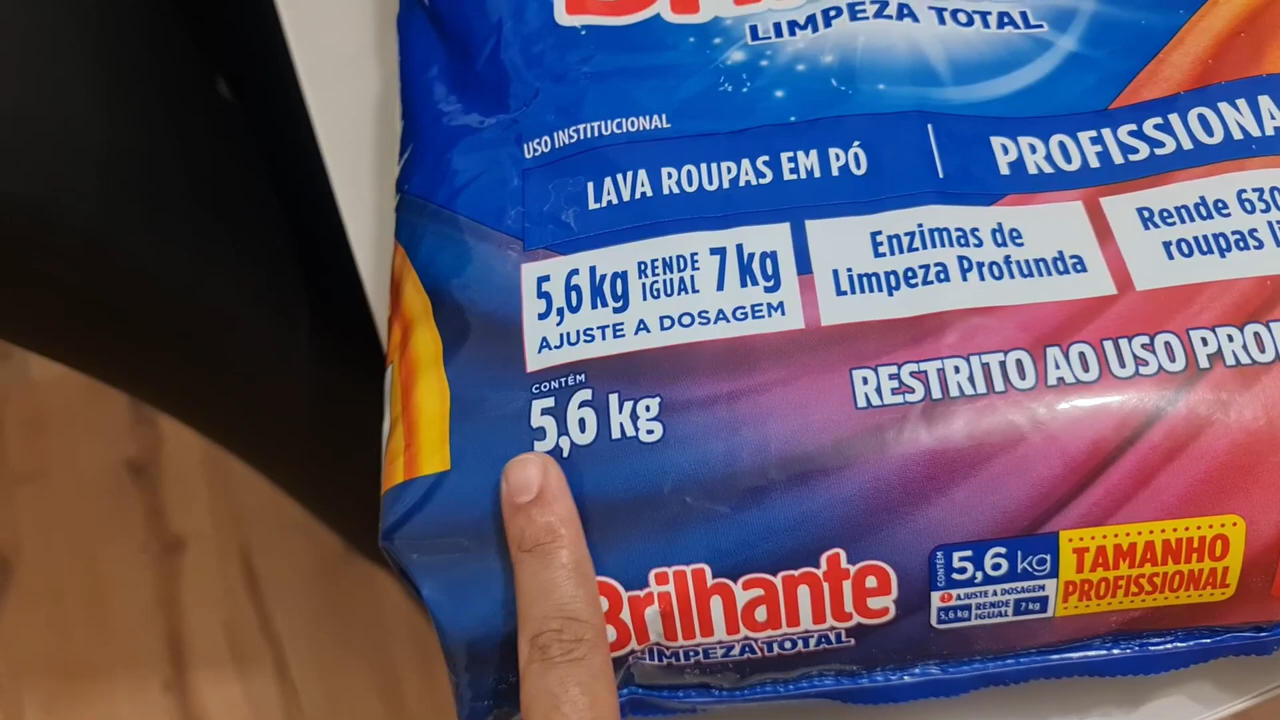 LIMPEZA TOTAL
USO INSTITUCIONAL
LAVA ROUPAS EM PÓ
5,6 kg RENDE IGUAL 7 kg
AJUSTE A DOSAGEM
Enzimas de
Limpeza Profunda
Rende 630
roupas
CONTÉM
5,6 kg
RESTRITO AO USO
Brilhante
LIMPEZA TOTAL
CONTÉM 5,6 kg
AJUSTE A DOSAGEM
5,6 kg RENDE IGUAL 7 kg
TAMANHO
PROFISSIONAL